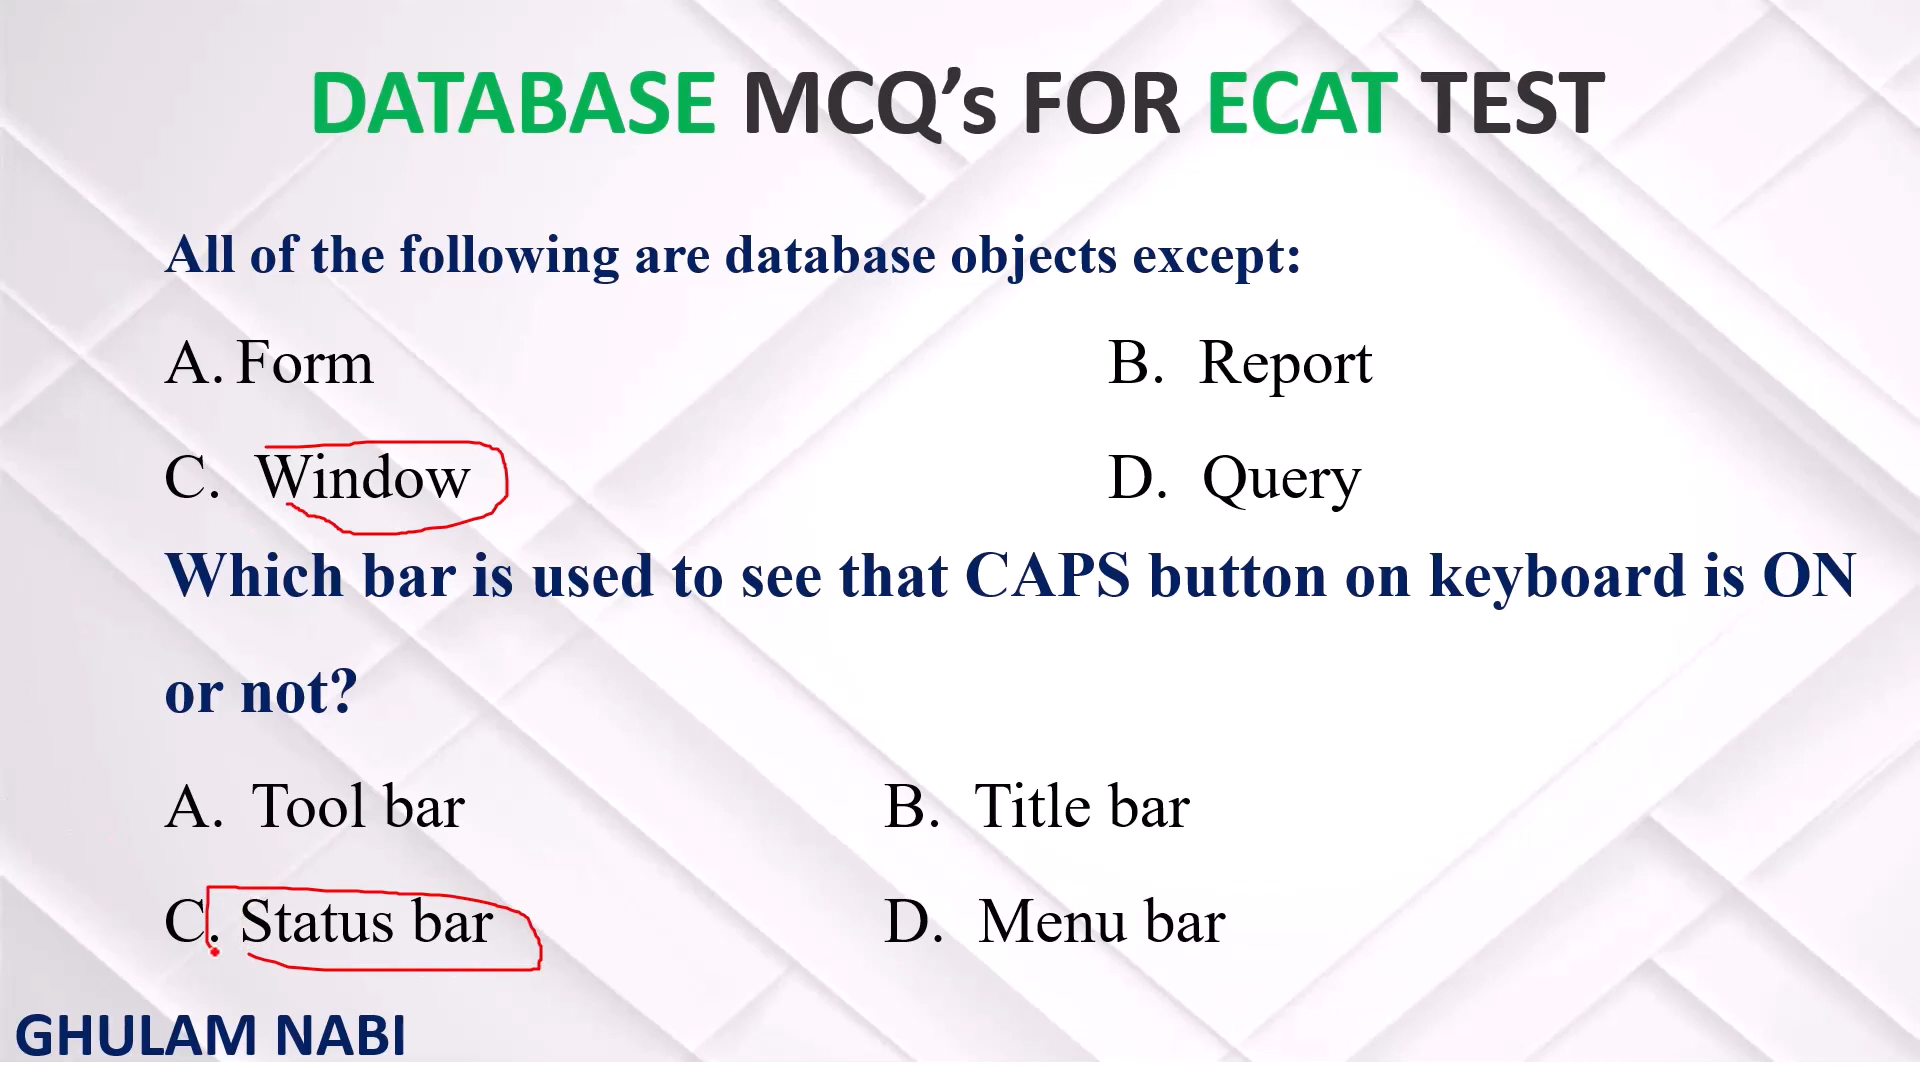 DATABASE MCQ’s FOR ECAT TEST
All of the following are database objects except:
A. Form B. Report
C. Window D. Query
Which bar is used to see that CAPS button on keyboard is ON
or not?
A. Tool bar B. Title bar
C. Status bar D. Menu bar
GHULAM NABI